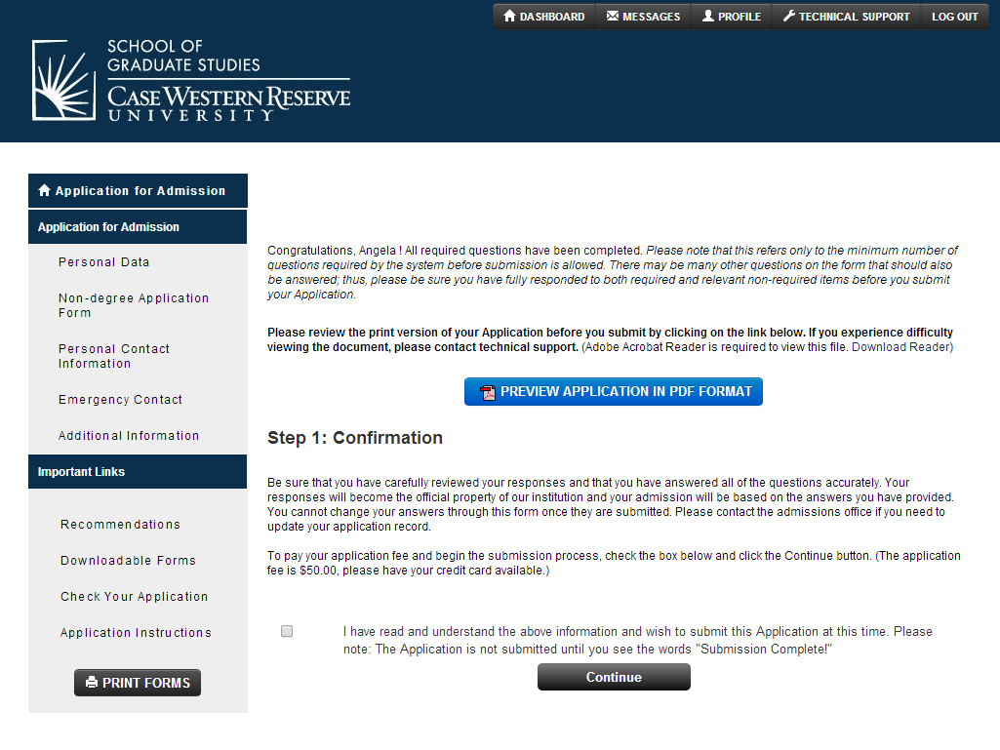 DASHBOARD MESSAGES PROFILE TECHNICAL SUPPORT LOG OUT
SCHOOL OF
GRADUATE STUDIES
CASE WESTERN RESERVE
UNIVERSITY
Application for Admission
Application for Admission
Personal Data
Non-degree Application
Form
Personal Contact
Information
Emergency Contact
Additional Information
Important Links
Recommendations
Downloadable Forms
Check Your Application
Application Instructions
PRINT FORMS
Congratulations, Angela ! All required questions have been completed. Please note that this refers only to the minimum number of
questions required by the system before submission is allowed. There may be many other questions on the form that should also
be answered; thus, please be sure you have fully responded to both required and relevant non-required items before you submit
your Application.
Please review the print version of your Application before you submit by clicking on the link below. If you experience difficulty
viewing the document, please contact technical support. (Adobe Acrobat Reader is required to view this file. Download Reader)
PREVIEW APPLICATION IN PDF FORMAT
Step 1: Confirmation
Be sure that you have carefully reviewed your responses and that you have answered all of the questions accurately. Your
responses will become the official property of our institution and your admission will be based on the answers you have provided.
You cannot change your answers through this form once they are submitted. Please contact the admissions office if you need to
update your application record.
To pay your application fee and begin the submission process, check the box below and click the Continue button. (The application
fee is $50.00, please have your credit card available.)
I have read and understand the above information and wish to submit this Application at this time. Please
note: The Application is not submitted until you see the words "Submission Complete!"
Continue